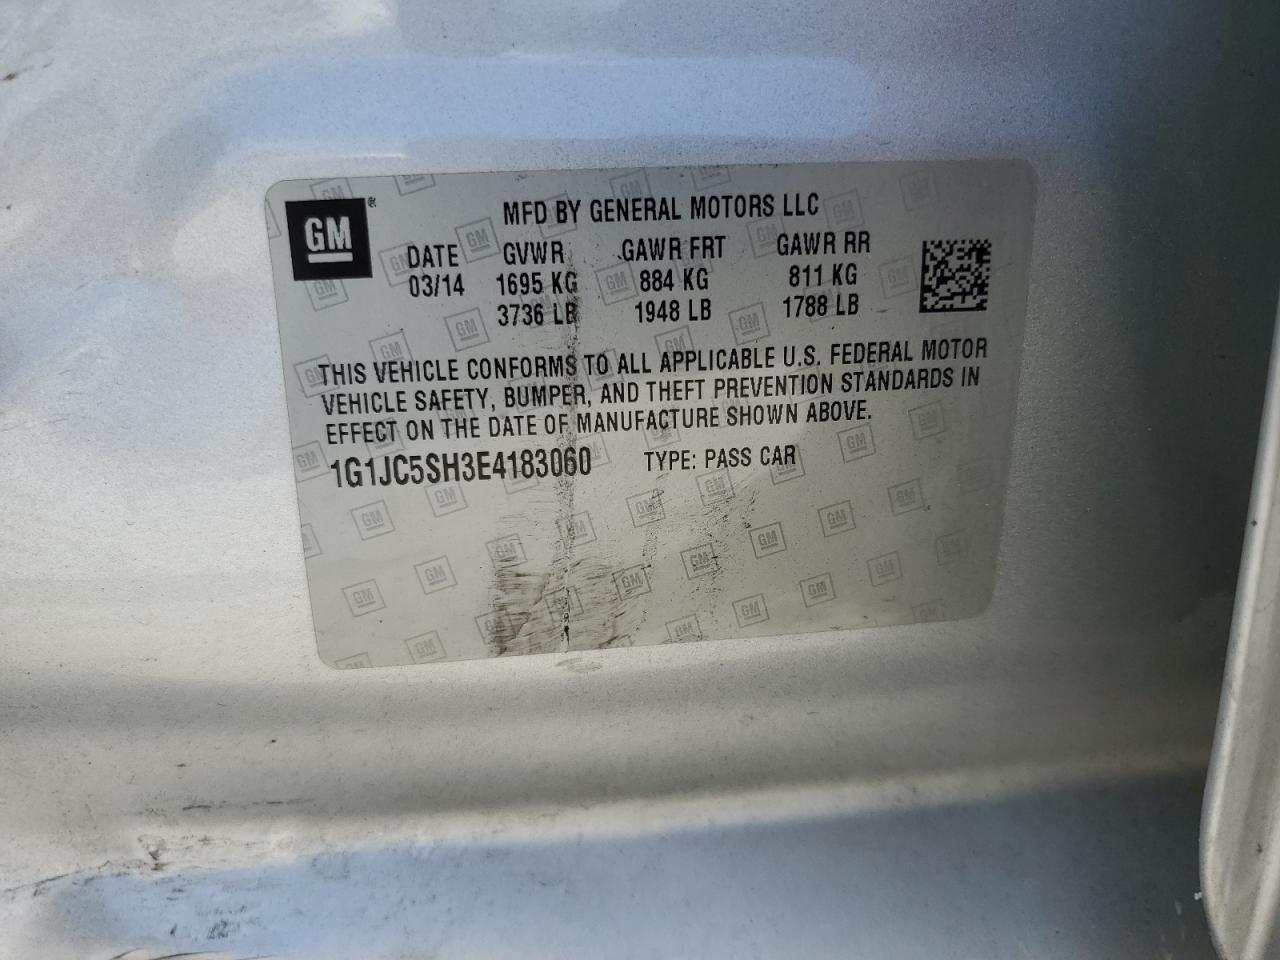 GM ®
MFD BY GENERAL MOTORS LLC
DATE GVWR GAWR FRT GAWR RR
03/14 1695 KG 884 KG 811 KG
3736 LB 1948 LB 1788 LB
THIS VEHICLE CONFORMS TO ALL APPLICABLE U.S. FEDERAL MOTOR
VEHICLE SAFETY, BUMPER, AND THEFT PREVENTION STANDARDS IN
EFFECT ON THE DATE OF MANUFACTURE SHOWN ABOVE.
1G1JC5SH3E4183060 TYPE: PASS CAR